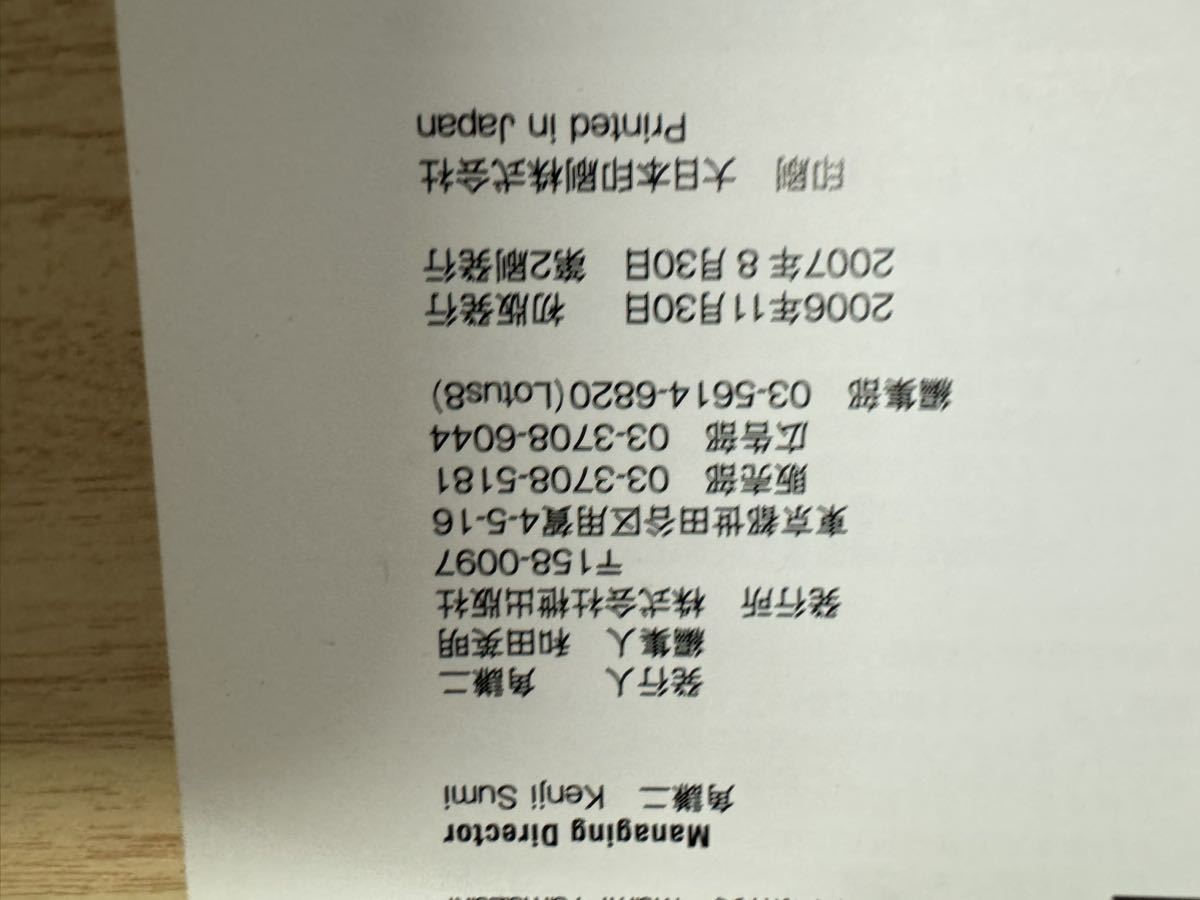 Managing Director
角謙二　Kenji Sumi
発行人　　角謙二
編集人　和田英明
発行所　株式会社枻出版社
〒158-0097
東京都世田谷区用賀4-5-16
販売部　03-3708-5181
広告部　03-3708-6044
編集部　03-5614-6820(Lotus8)
2006年11月30日　初版発行
2007年 8月30日　第2刷発行
印刷　大日本印刷株式会社
Printed in Japan